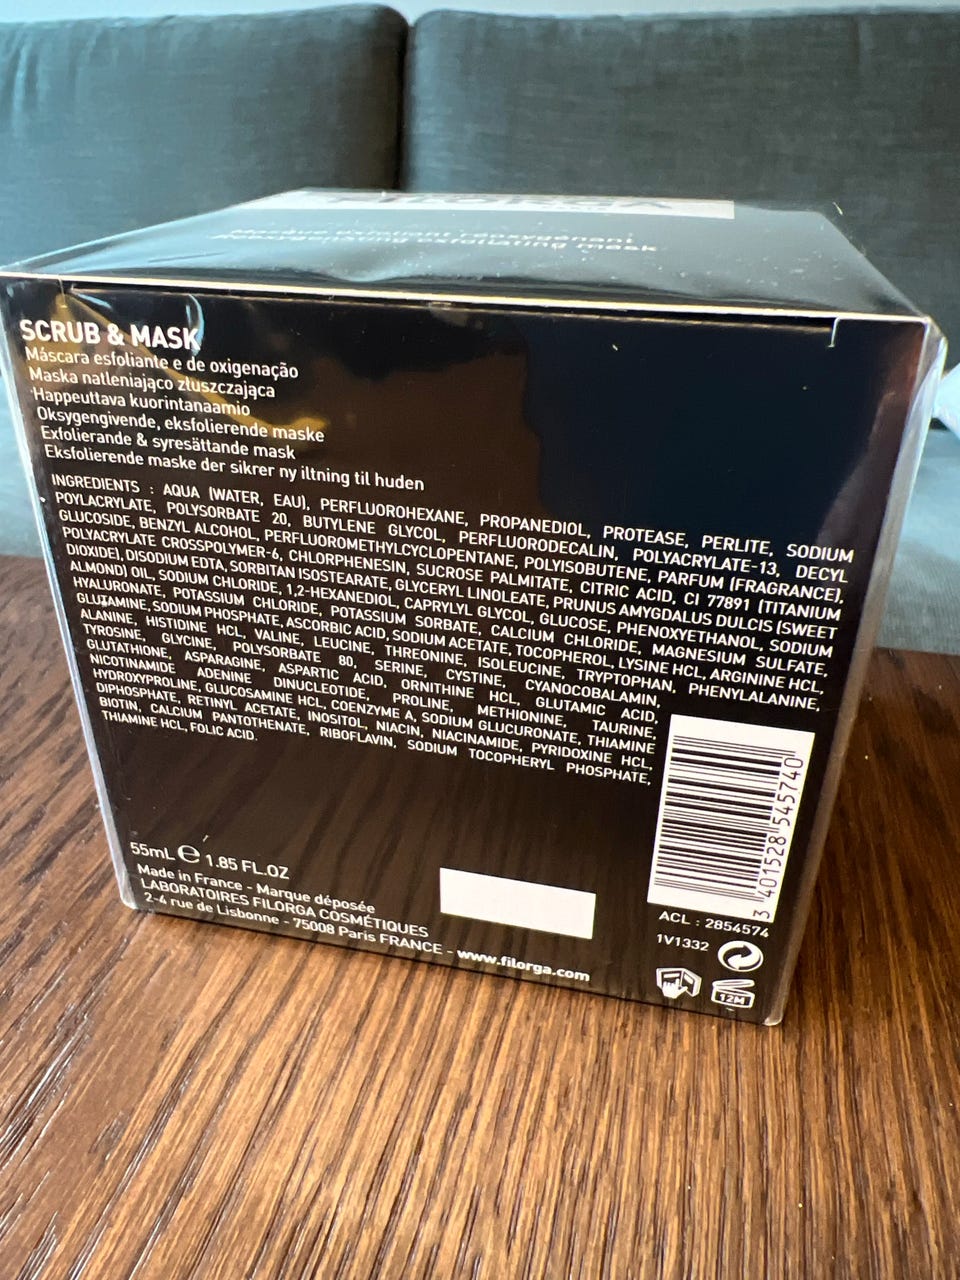 FILORGA
Masque exfoliant réoxygénant
Reoxygenating exfoliating mask
SCRUB & MASK
Máscara esfoliante e de oxigenação
Maska natleniająco złuszczająca
Happeuttava kuorintanaamio
Oksygengivende, eksfolierende maske
Exfolierande & syresättande mask
Eksfolierende maske der sikrer ny iltning til huden
INGREDIENTS : AQUA (WATER, EAU), PERFLUOROHEXANE, PROPANEDIOL, PROTEASE, PERLITE, SODIUM
POYLACRYLATE, POLYSORBATE 20, BUTYLENE GLYCOL, PERFLUORODECALIN, POLYACRYLATE-13, DECYL
GLUCOSIDE, BENZYL ALCOHOL, PERFLUOROMETHYLCYCLOPENTANE, POLYISOBUTENE, PARFUM (FRAGRANCE),
POLYACRYLATE CROSSPOLYMER-6, CHLORPHENESIN, SUCROSE PALMITATE, CITRIC ACID, CI 77891 (TITANIUM
DIOXIDE), DISODIUM EDTA, SORBITAN ISOSTEARATE, GLYCERYL LINOLEATE, PRUNUS AMYGDALUS DULCIS (SWEET
ALMOND) OIL, SODIUM CHLORIDE, 1,2-HEXANEDIOL, CAPRYLYL GLYCOL, GLUCOSE, PHENOXYETHANOL, SODIUM
HYALURONATE, POTASSIUM CHLORIDE, POTASSIUM SORBATE, CALCIUM CHLORIDE, MAGNESIUM SULFATE,
GLUTAMINE, SODIUM PHOSPHATE, ASCORBIC ACID, SODIUM ACETATE, TOCOPHEROL, LYSINE HCL, ARGININE HCL,
ALANINE, HISTIDINE HCL, VALINE, LEUCINE, THREONINE, ISOLEUCINE, TRYPTOPHAN, PHENYLALANINE,
TYROSINE, GLYCINE, POLYSORBATE 80, SERINE, CYSTINE, CYANOCOBALAMIN,
GLUTATHIONE, ASPARAGINE, ASPARTIC ACID, ORNITHINE HCL, GLUTAMIC ACID,
NICOTINAMIDE ADENINE DINUCLEOTIDE, PROLINE, METHIONINE, TAURINE,
HYDROXYPROLINE, GLUCOSAMINE HCL, COENZYME A, SODIUM GLUCURONATE, THIAMINE
DIPHOSPHATE, RETINYL ACETATE, INOSITOL, NIACIN, NIACINAMIDE, PYRIDOXINE HCL,
BIOTIN, CALCIUM PANTOTHENATE, RIBOFLAVIN, SODIUM TOCOPHERYL PHOSPHATE,
THIAMINE HCL, FOLIC ACID.
3 401528 545740
55mL ℮ 1.85 FL.OZ
Made in France - Marque déposée
LABORATOIRES FILORGA COSMÉTIQUES
2-4 rue de Lisbonne - 75008 Paris FRANCE - www.filorga.com
ACL : 2854574
1V1332
12M